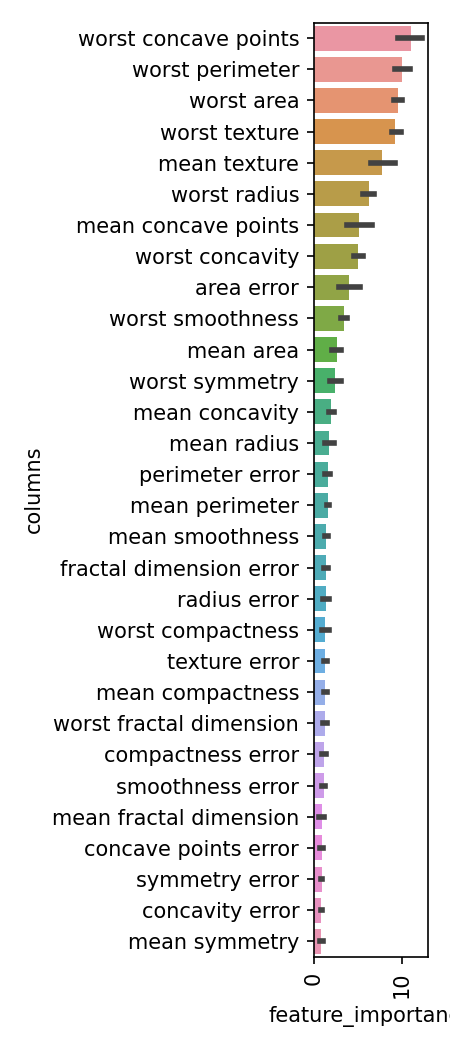 worst concave points
worst perimeter
worst area
worst texture
mean texture
worst radius
mean concave points
worst concavity
area error
worst smoothness
mean area
worst symmetry
mean concavity
mean radius
perimeter error
mean perimeter
mean smoothness
fractal dimension error
radius error
worst compactness
texture error
mean compactness
worst fractal dimension
compactness error
smoothness error
mean fractal dimension
concave points error
symmetry error
concavity error
mean symmetry
columns
0
10
feature_importan